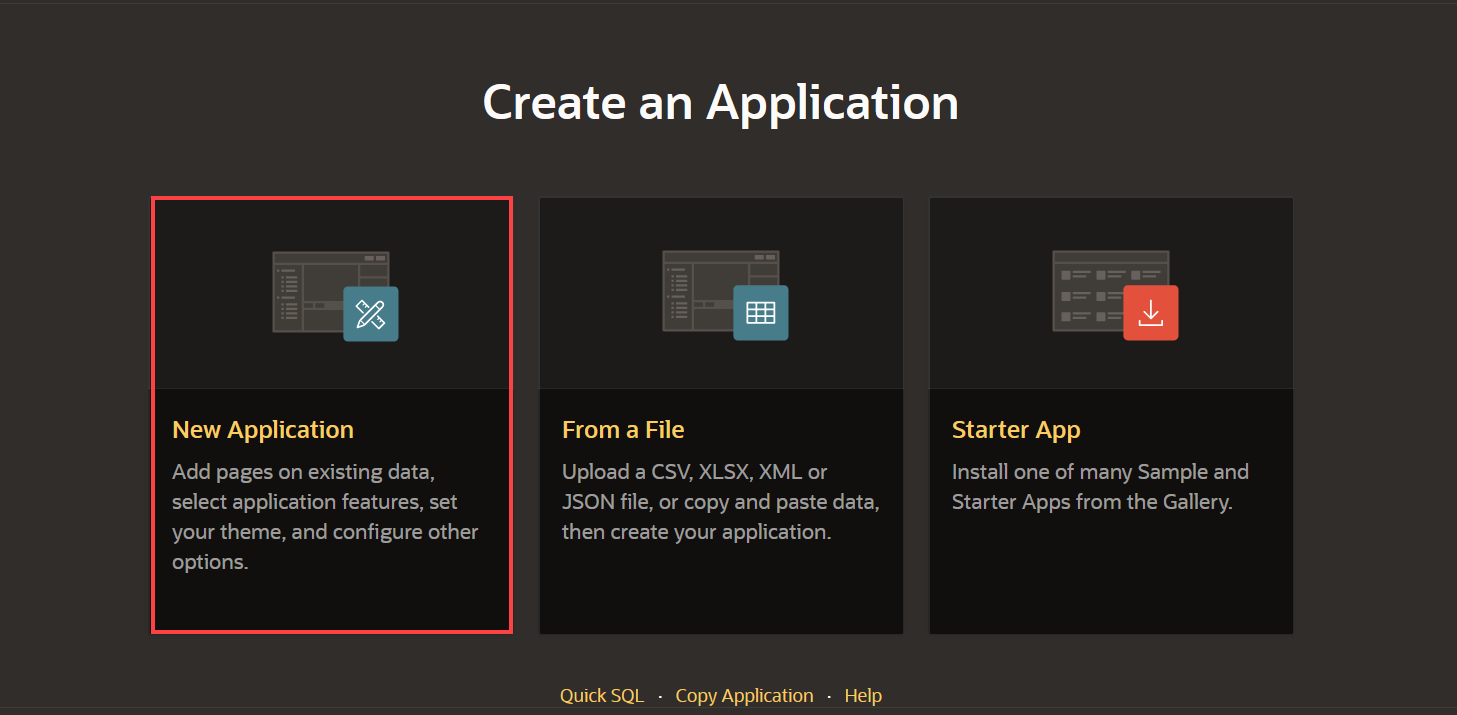 Create an Application
New Application
Add pages on existing data,
select application features, set
your theme, and configure other
options.
From a File
Upload a CSV, XLSX, XML or
JSON file, or copy and paste data,
then create your application.
Starter App
Install one of many Sample and
Starter Apps from the Gallery.
Quick SQL · Copy Application · Help